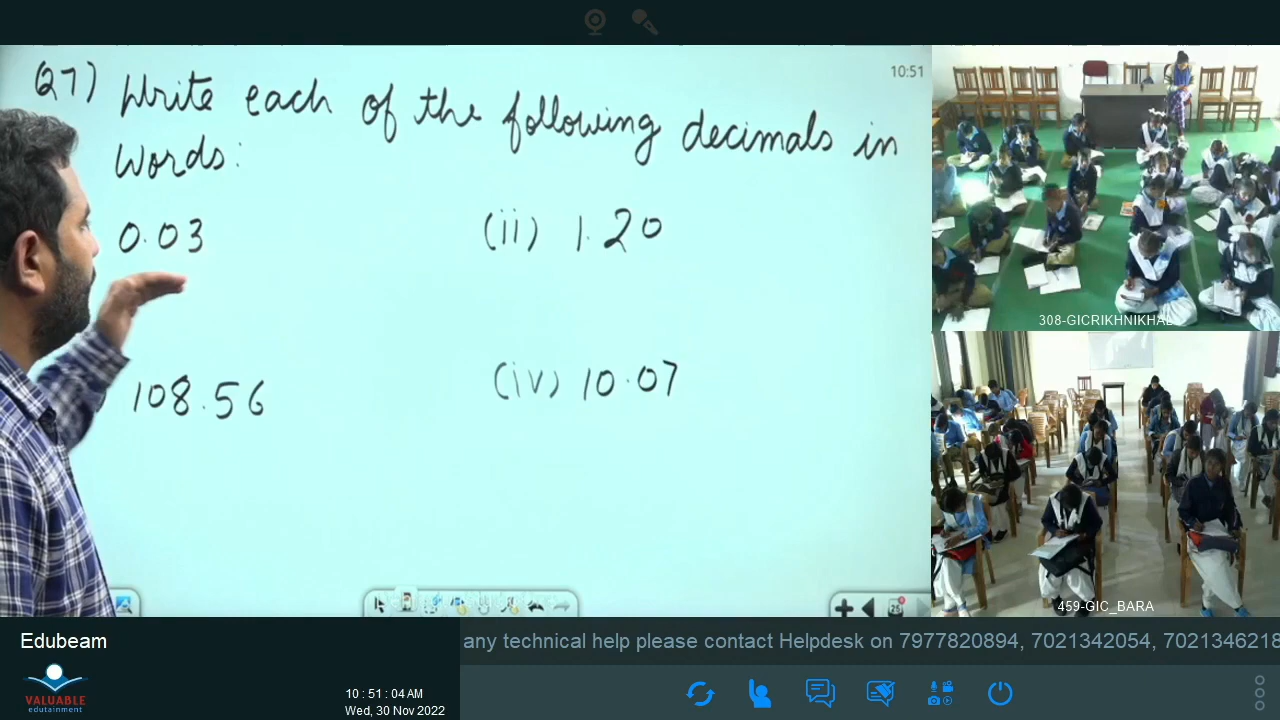 10:51
Q7) Write each of the following decimals in
Words:
0.03
(ii) 1.20
108.56
(iv) 10.07
308-GICRIKHNIKHAL
459-GIC_BARA
Edubeam
any technical help please contact Helpdesk on 7977820894, 7021342054, 7021346218
VALUABLE
edutainment
10 : 51 : 04 AM
Wed, 30 Nov 2022